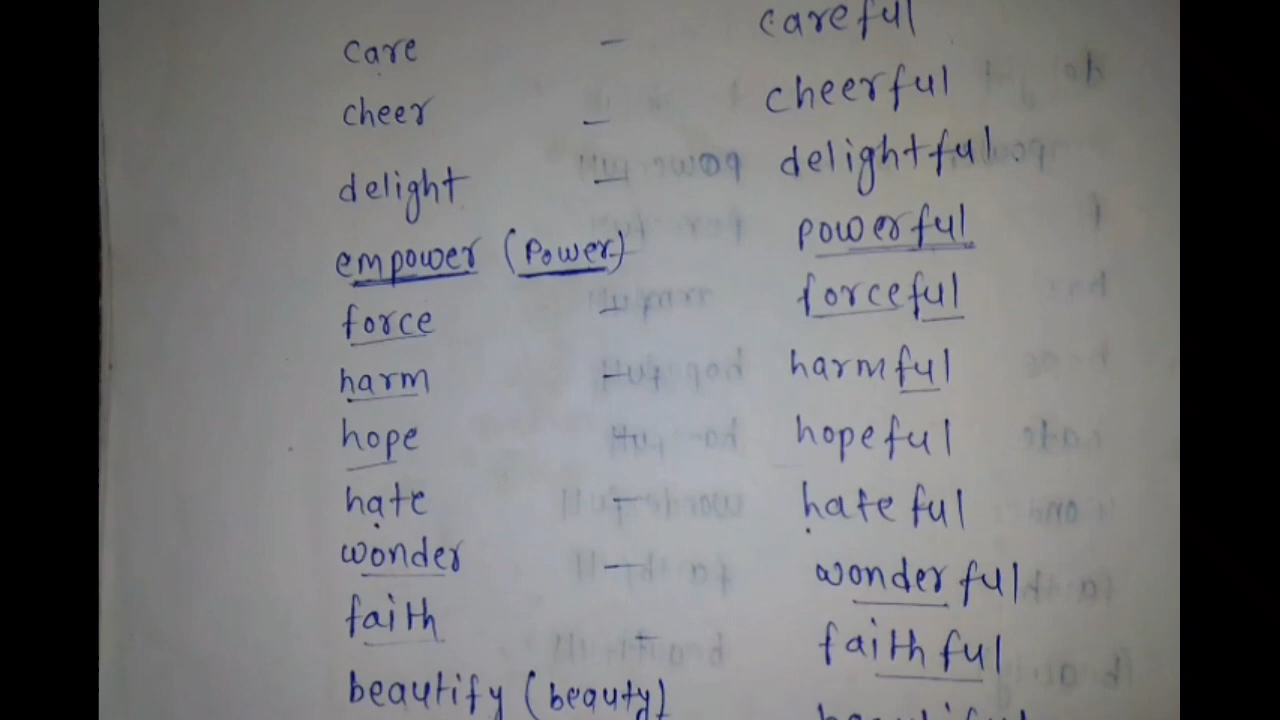 care - careful
cheer - cheerful
delight - delightful
empower (Power) powerful
force - forceful
harm - harmful
hope hopeful
hate - hateful
wonder - wonderful
faith faithful
beautify (beauty)